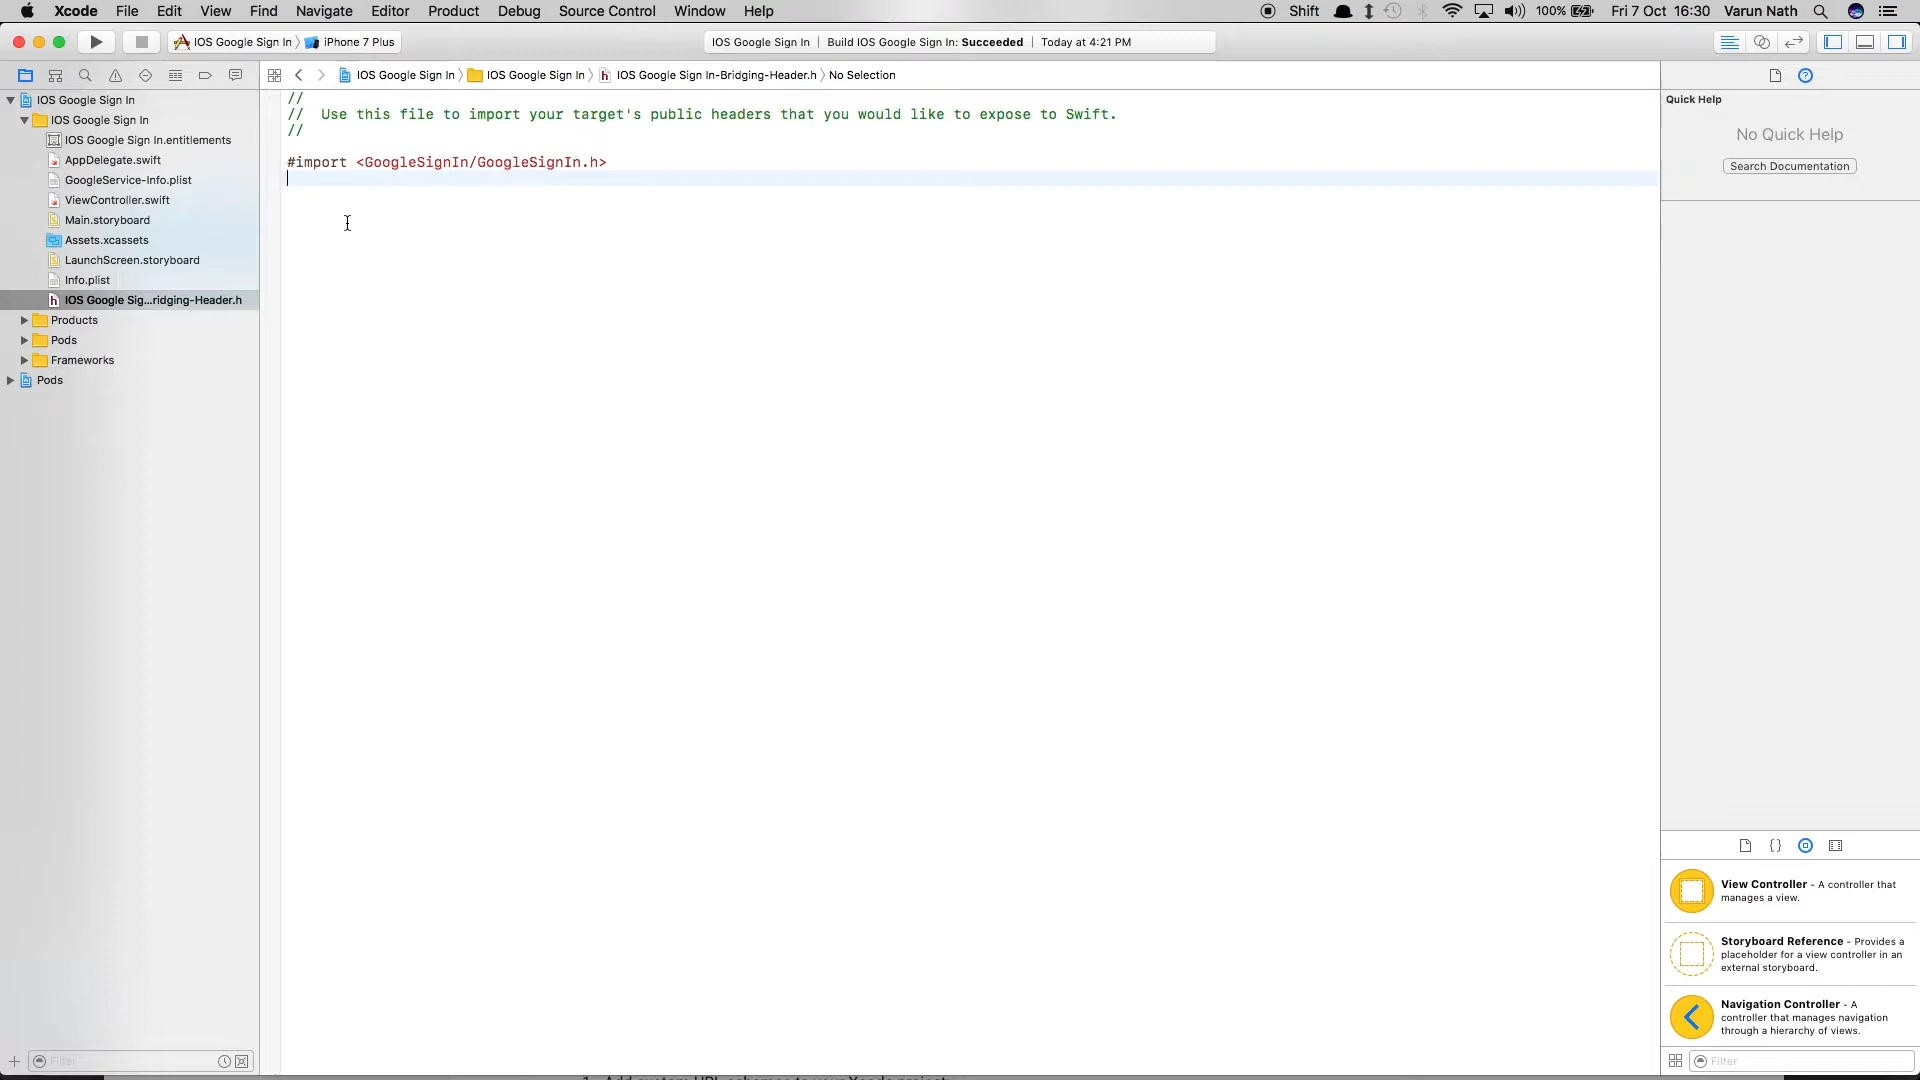 Xcode File Edit View Find Navigate Editor Product Debug Source Control Window Help Shift 100% Fri 7 Oct 16:30 Varun Nath
IOS Google Sign In iPhone 7 Plus IOS Google Sign In | Build IOS Google Sign In: Succeeded | Today at 4:21 PM
IOS Google Sign In IOS Google Sign In IOS Google Sign In-Bridging-Header.h No Selection
IOS Google Sign In
IOS Google Sign In
IOS Google Sign In.entitlements
AppDelegate.swift
GoogleService-Info.plist
ViewController.swift
Main.storyboard
Assets.xcassets
LaunchScreen.storyboard
Info.plist
IOS Google Sig...ridging-Header.h
Products
Pods
Frameworks
Pods
Filter
//
// Use this file to import your target's public headers that you would like to expose to Swift.
//
#import <GoogleSignIn/GoogleSignIn.h>
Quick Help
No Quick Help
Search Documentation
{}
View Controller - A controller that
manages a view.
Storyboard Reference - Provides a
placeholder for a view controller in an
external storyboard.
Navigation Controller - A
controller that manages navigation
through a hierarchy of views.
Filter